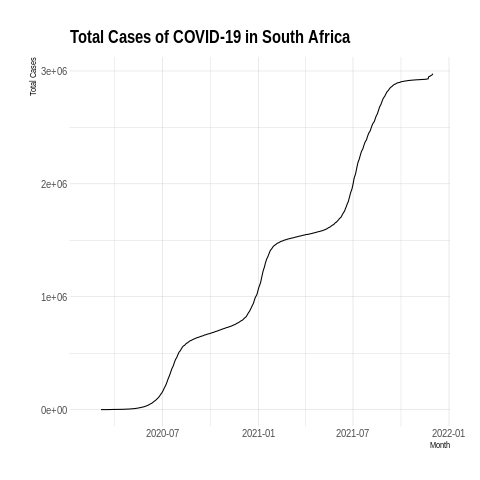 Total Cases of COVID-19 in South Africa
Total Cases
3e+06
2e+06
1e+06
0e+00
2020-07 2021-01 2021-07 2022-01
Month